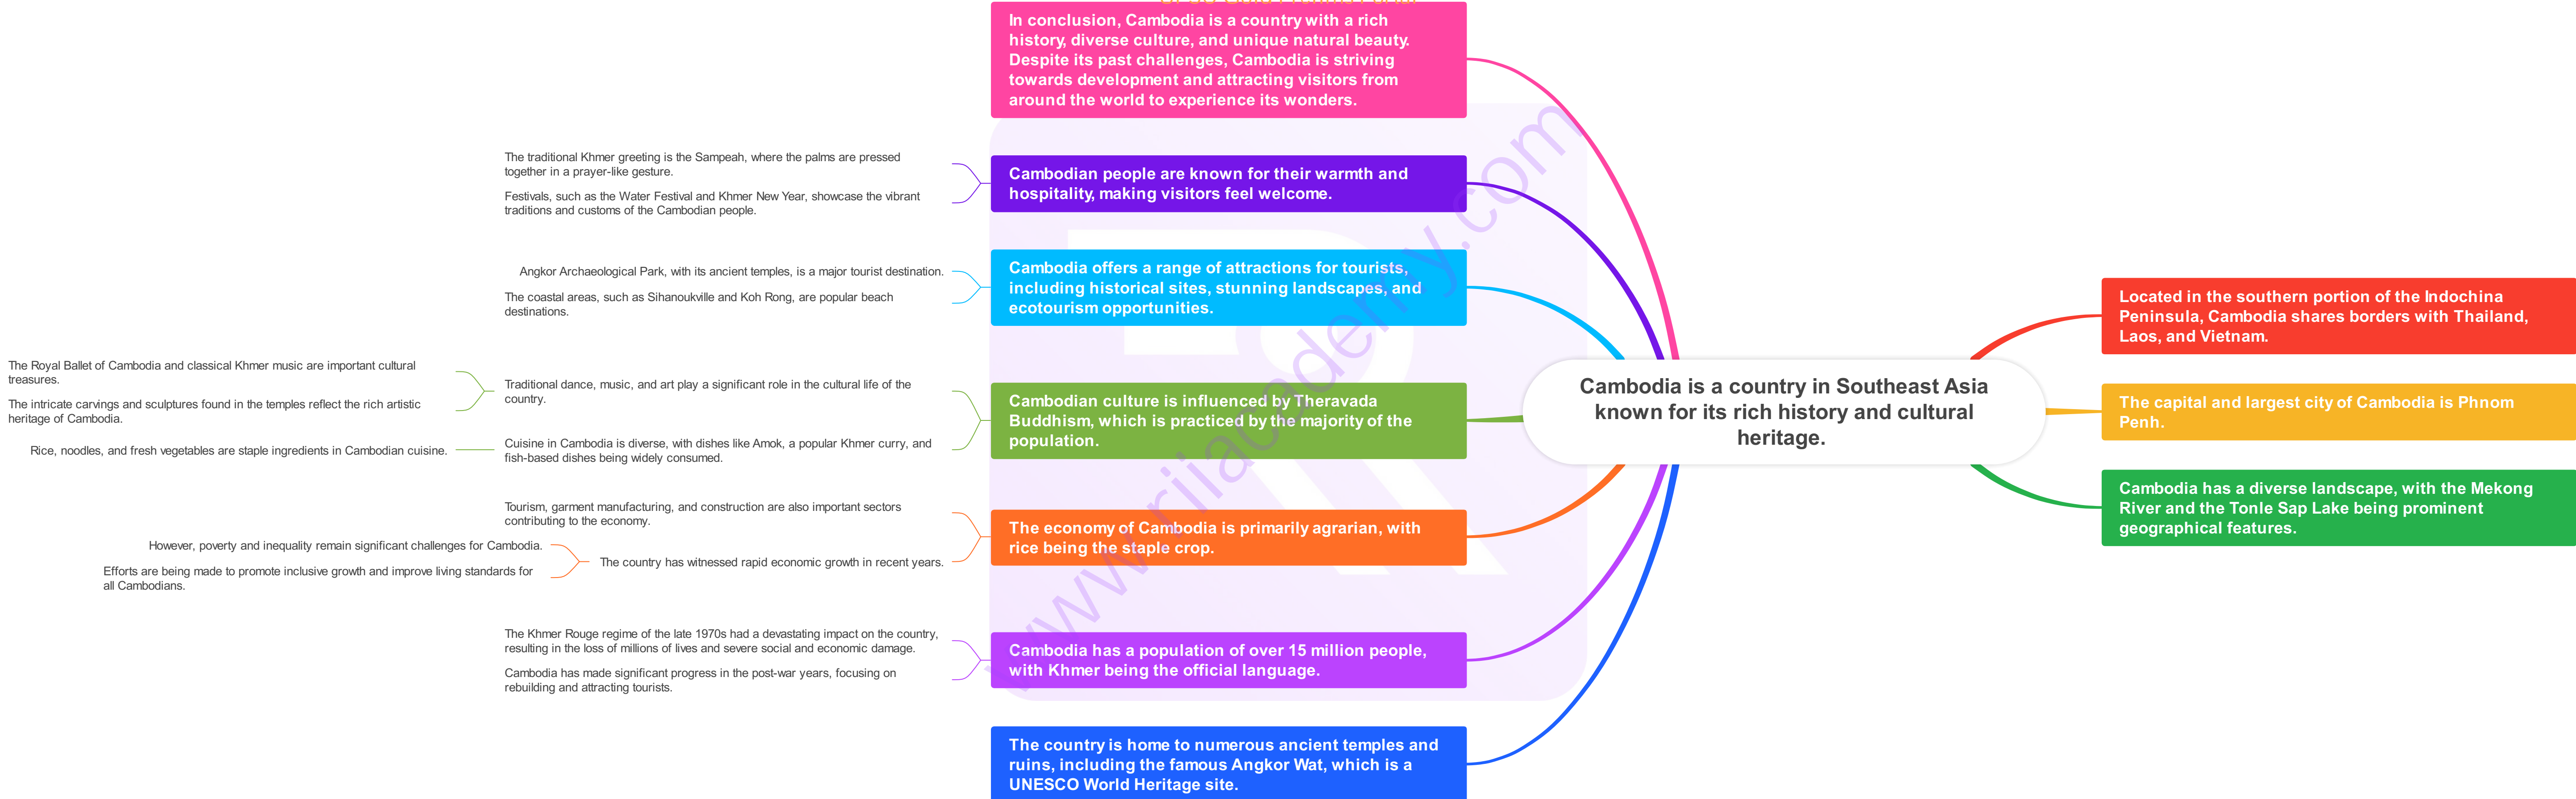 Cambodia is a country in Southeast Asia
known for its rich history and cultural
heritage.
Located in the southern portion of the Indochina
Peninsula, Cambodia shares borders with Thailand,
Laos, and Vietnam.
The capital and largest city of Cambodia is Phnom
Penh.
Cambodia has a diverse landscape, with the Mekong
River and the Tonle Sap Lake being prominent
geographical features.
In conclusion, Cambodia is a country with a rich
history, diverse culture, and unique natural beauty.
Despite its past challenges, Cambodia is striving
towards development and attracting visitors from
around the world to experience its wonders.
Cambodian people are known for their warmth and
hospitality, making visitors feel welcome.
The traditional Khmer greeting is the Sampeah, where the palms are pressed
together in a prayer-like gesture.
Festivals, such as the Water Festival and Khmer New Year, showcase the vibrant
traditions and customs of the Cambodian people.
Cambodia offers a range of attractions for tourists,
including historical sites, stunning landscapes, and
ecotourism opportunities.
Angkor Archaeological Park, with its ancient temples, is a major tourist destination.
The coastal areas, such as Sihanoukville and Koh Rong, are popular beach
destinations.
Cambodian culture is influenced by Theravada
Buddhism, which is practiced by the majority of the
population.
Traditional dance, music, and art play a significant role in the cultural life of the
country.
The Royal Ballet of Cambodia and classical Khmer music are important cultural
treasures.
The intricate carvings and sculptures found in the temples reflect the rich artistic
heritage of Cambodia.
Cuisine in Cambodia is diverse, with dishes like Amok, a popular Khmer curry, and
fish-based dishes being widely consumed.
Rice, noodles, and fresh vegetables are staple ingredients in Cambodian cuisine.
The economy of Cambodia is primarily agrarian, with
rice being the staple crop.
Tourism, garment manufacturing, and construction are also important sectors
contributing to the economy.
The country has witnessed rapid economic growth in recent years.
However, poverty and inequality remain significant challenges for Cambodia.
Efforts are being made to promote inclusive growth and improve living standards for
all Cambodians.
Cambodia has a population of over 15 million people,
with Khmer being the official language.
The Khmer Rouge regime of the late 1970s had a devastating impact on the country,
resulting in the loss of millions of lives and severe social and economic damage.
Cambodia has made significant progress in the post-war years, focusing on
rebuilding and attracting tourists.
The country is home to numerous ancient temples and
ruins, including the famous Angkor Wat, which is a
UNESCO World Heritage site.
www.rijacademy.com